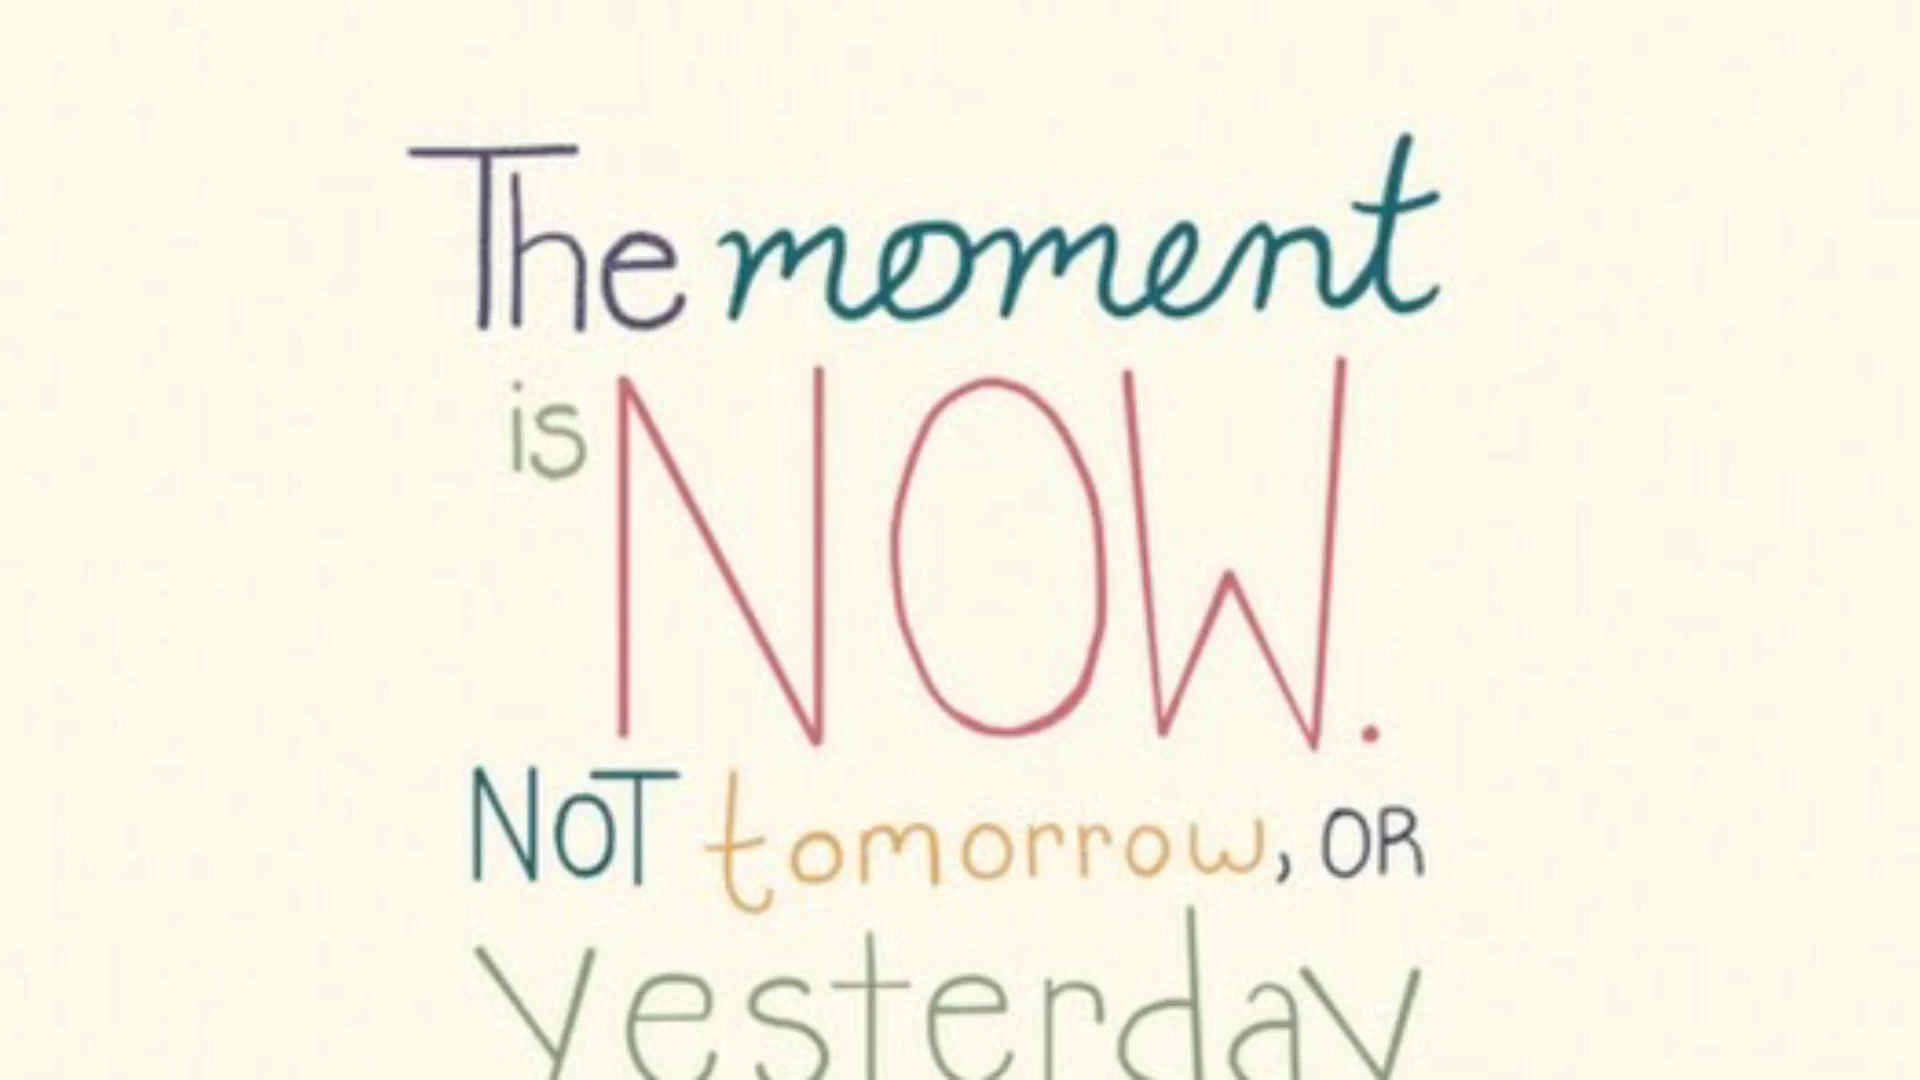 The moment
is NOW.
NOT tomorrow, OR
yesterday